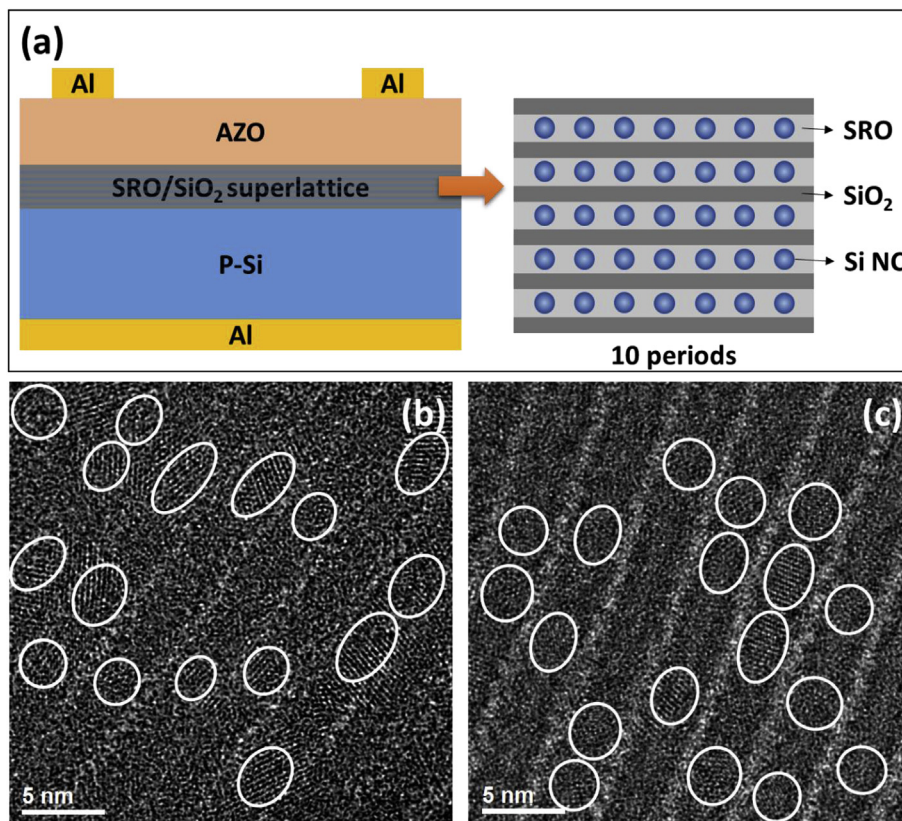 (a)
Al
Al
AZO
SRO/SiO₂ superlattice
P-Si
Al
SRO
SiO₂
Si NC
10 periods
(b)
5 nm
(c)
5 nm